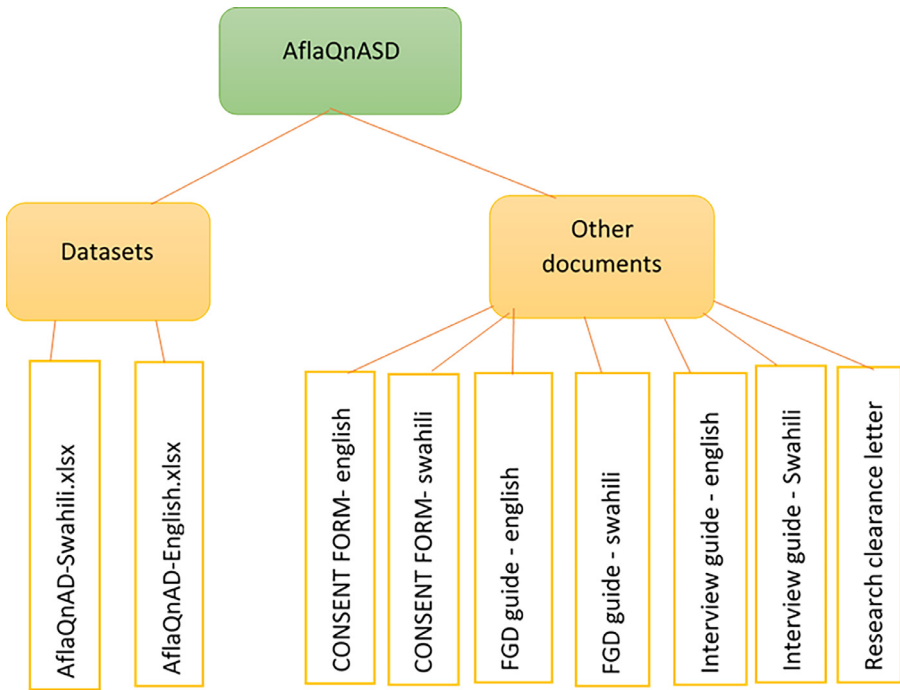 AflaQnASD
Datasets
Other
documents
AflaQnAD-Swahili.xlsx
AflaQnAD-English.xlsx
CONSENT FORM- english
CONSENT FORM- swahili
FGD guide - english
FGD guide - swahili
Interview guide - english
Interview guide - Swahili
Research clearance letter